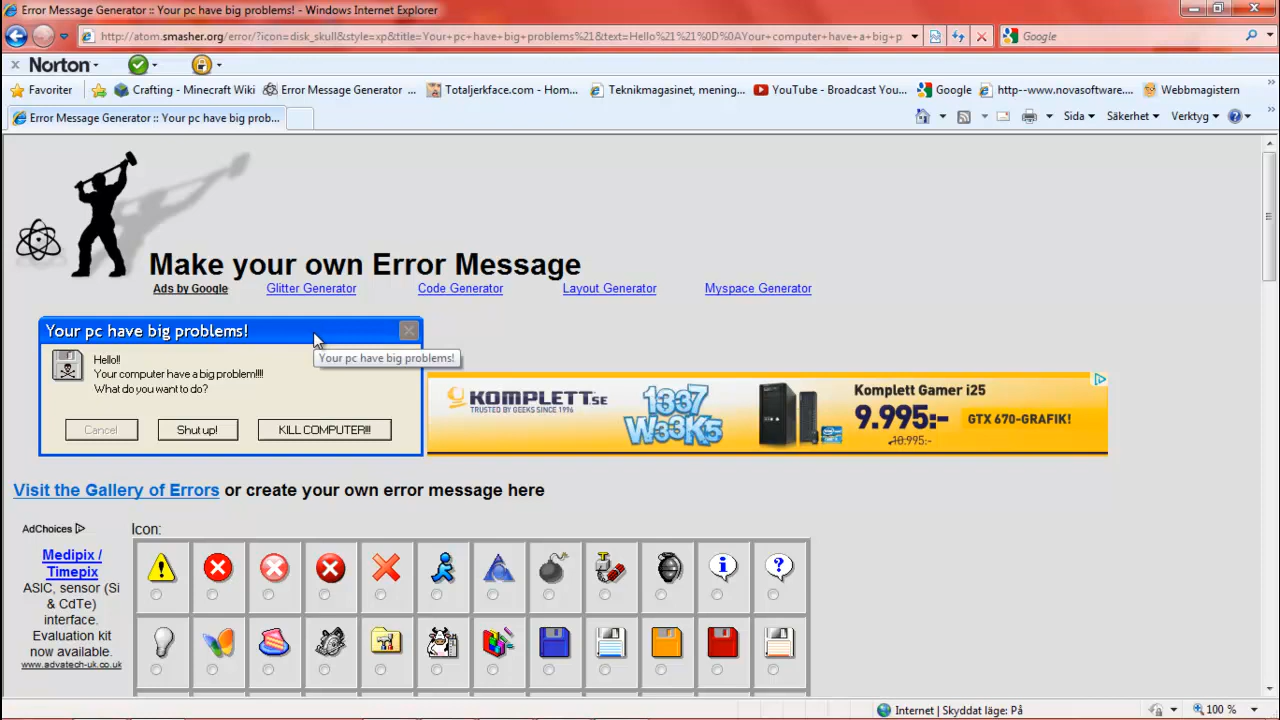 Error Message Generator :: Your pc have big problems! - Windows Internet Explorer
http://atom.smasher.org/error/?icon=disk_skull&style=xp&title=Your+pc+have+big+problems%21&text=Hello%21%21%0D%0AYour+computer+have+a+big+p
Google
x Norton
Favoriter
Crafting - Minecraft Wiki
Error Message Generator ...
Totaljerkface.com - Hom...
Teknikmagasinet, mening...
YouTube - Broadcast You...
Google
http--www.novasoftware....
Webbmagistern
Error Message Generator :: Your pc have big prob...
Sida
Säkerhet
Verktyg
Make your own Error Message
Ads by Google
Glitter Generator
Code Generator
Layout Generator
Myspace Generator
Your pc have big problems!
Hello!!
Your computer have a big problem!!!!
What do you want to do?
Cancel
Shut up!
KILL COMPUTER!!!
Your pc have big problems!
KOMPLETT.SE
TRUSTED BY GEEKS SINCE 1996
1337
W33K5
Komplett Gamer i25
9.995:-
10.995:-
GTX 670-GRAFIK!
Visit the Gallery of Errors or create your own error message here
AdChoices
Icon:
Medipix /
Timepix
ASIC, sensor (Si
& CdTe)
interface.
Evaluation kit
now available.
www.advatech-uk.co.uk
Internet | Skyddat läge: På
100 %